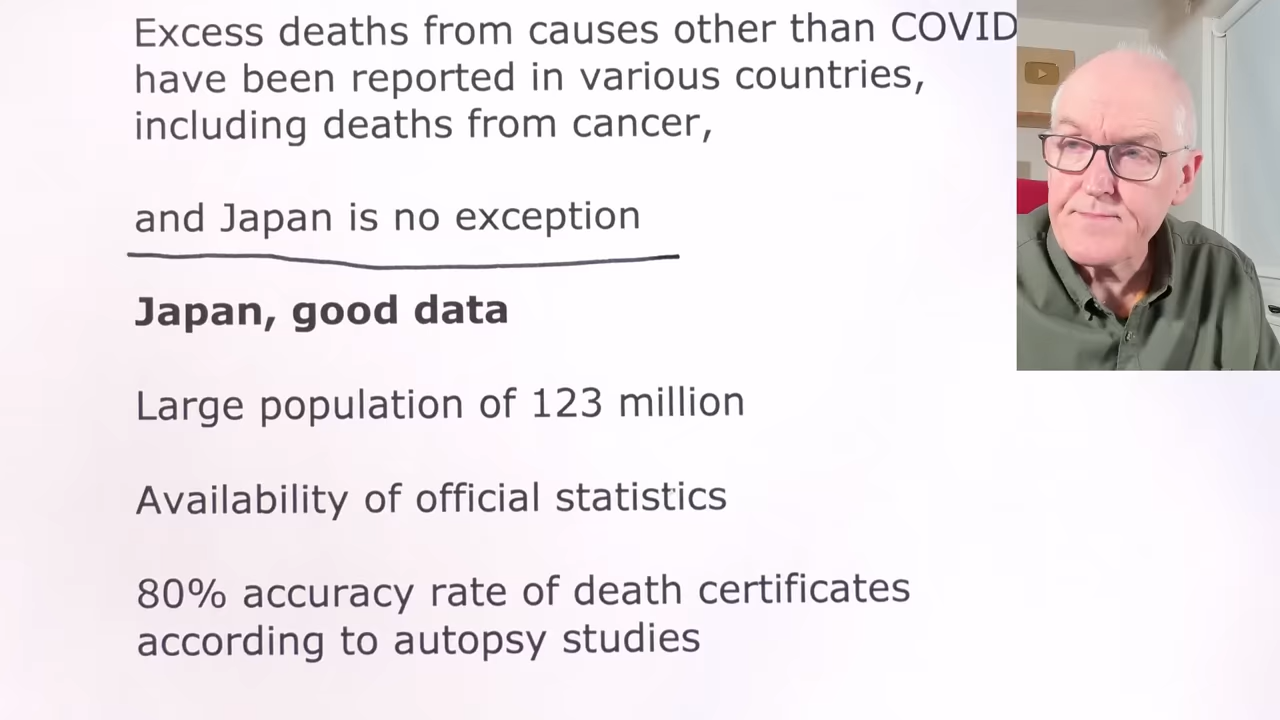 Excess deaths from causes other than COVID
have been reported in various countries,
including deaths from cancer,
and Japan is no exception
Japan, good data
Large population of 123 million
Availability of official statistics
80% accuracy rate of death certificates
according to autopsy studies